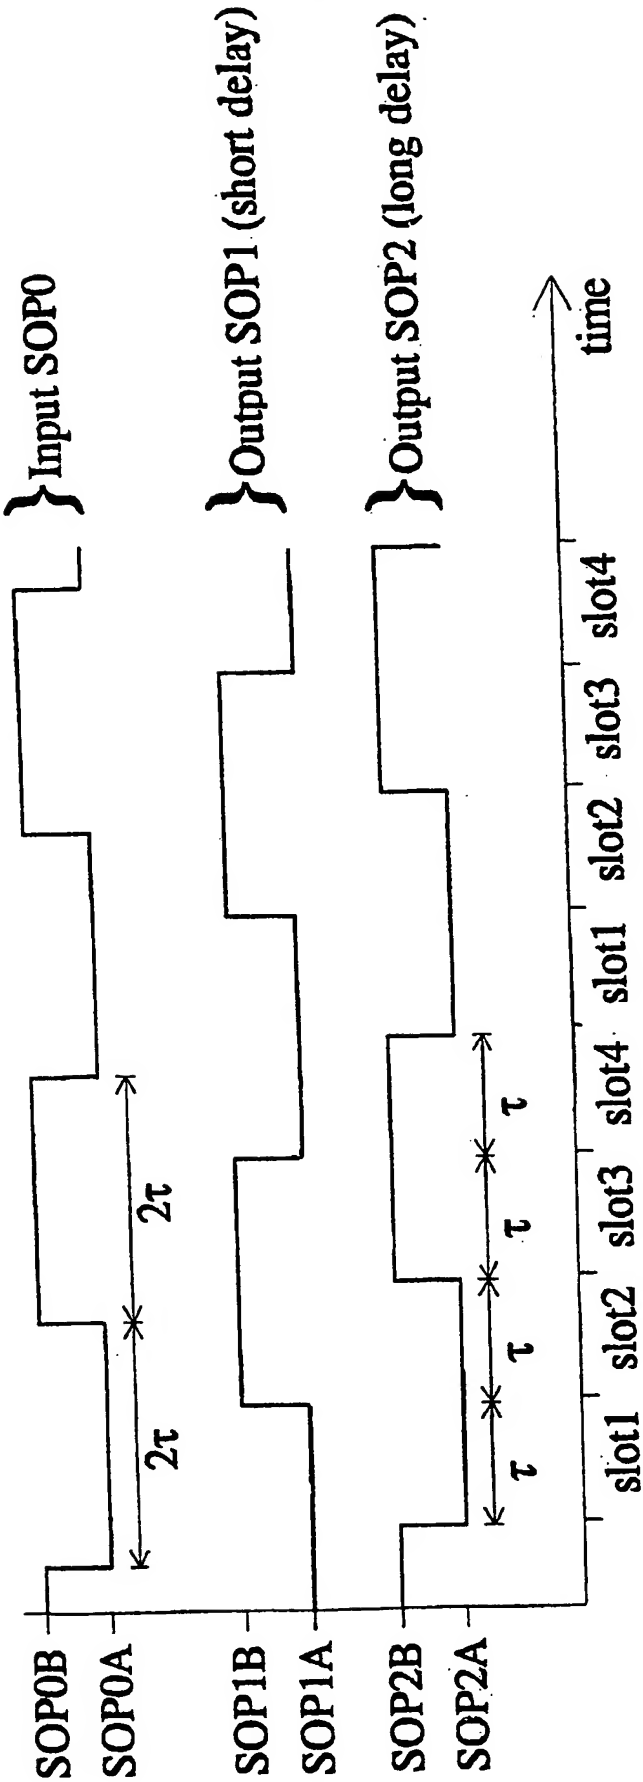 SOP0B
SOP0A
2τ
2τ
}Input SOP0
SOP1B
SOP1A
}Output SOP1 (short delay)
SOP2B
SOP2A
τ
τ
τ
τ
}Output SOP2 (long delay)
slot1 slot2 slot3 slot4 slot1 slot2 slot3 slot4
time